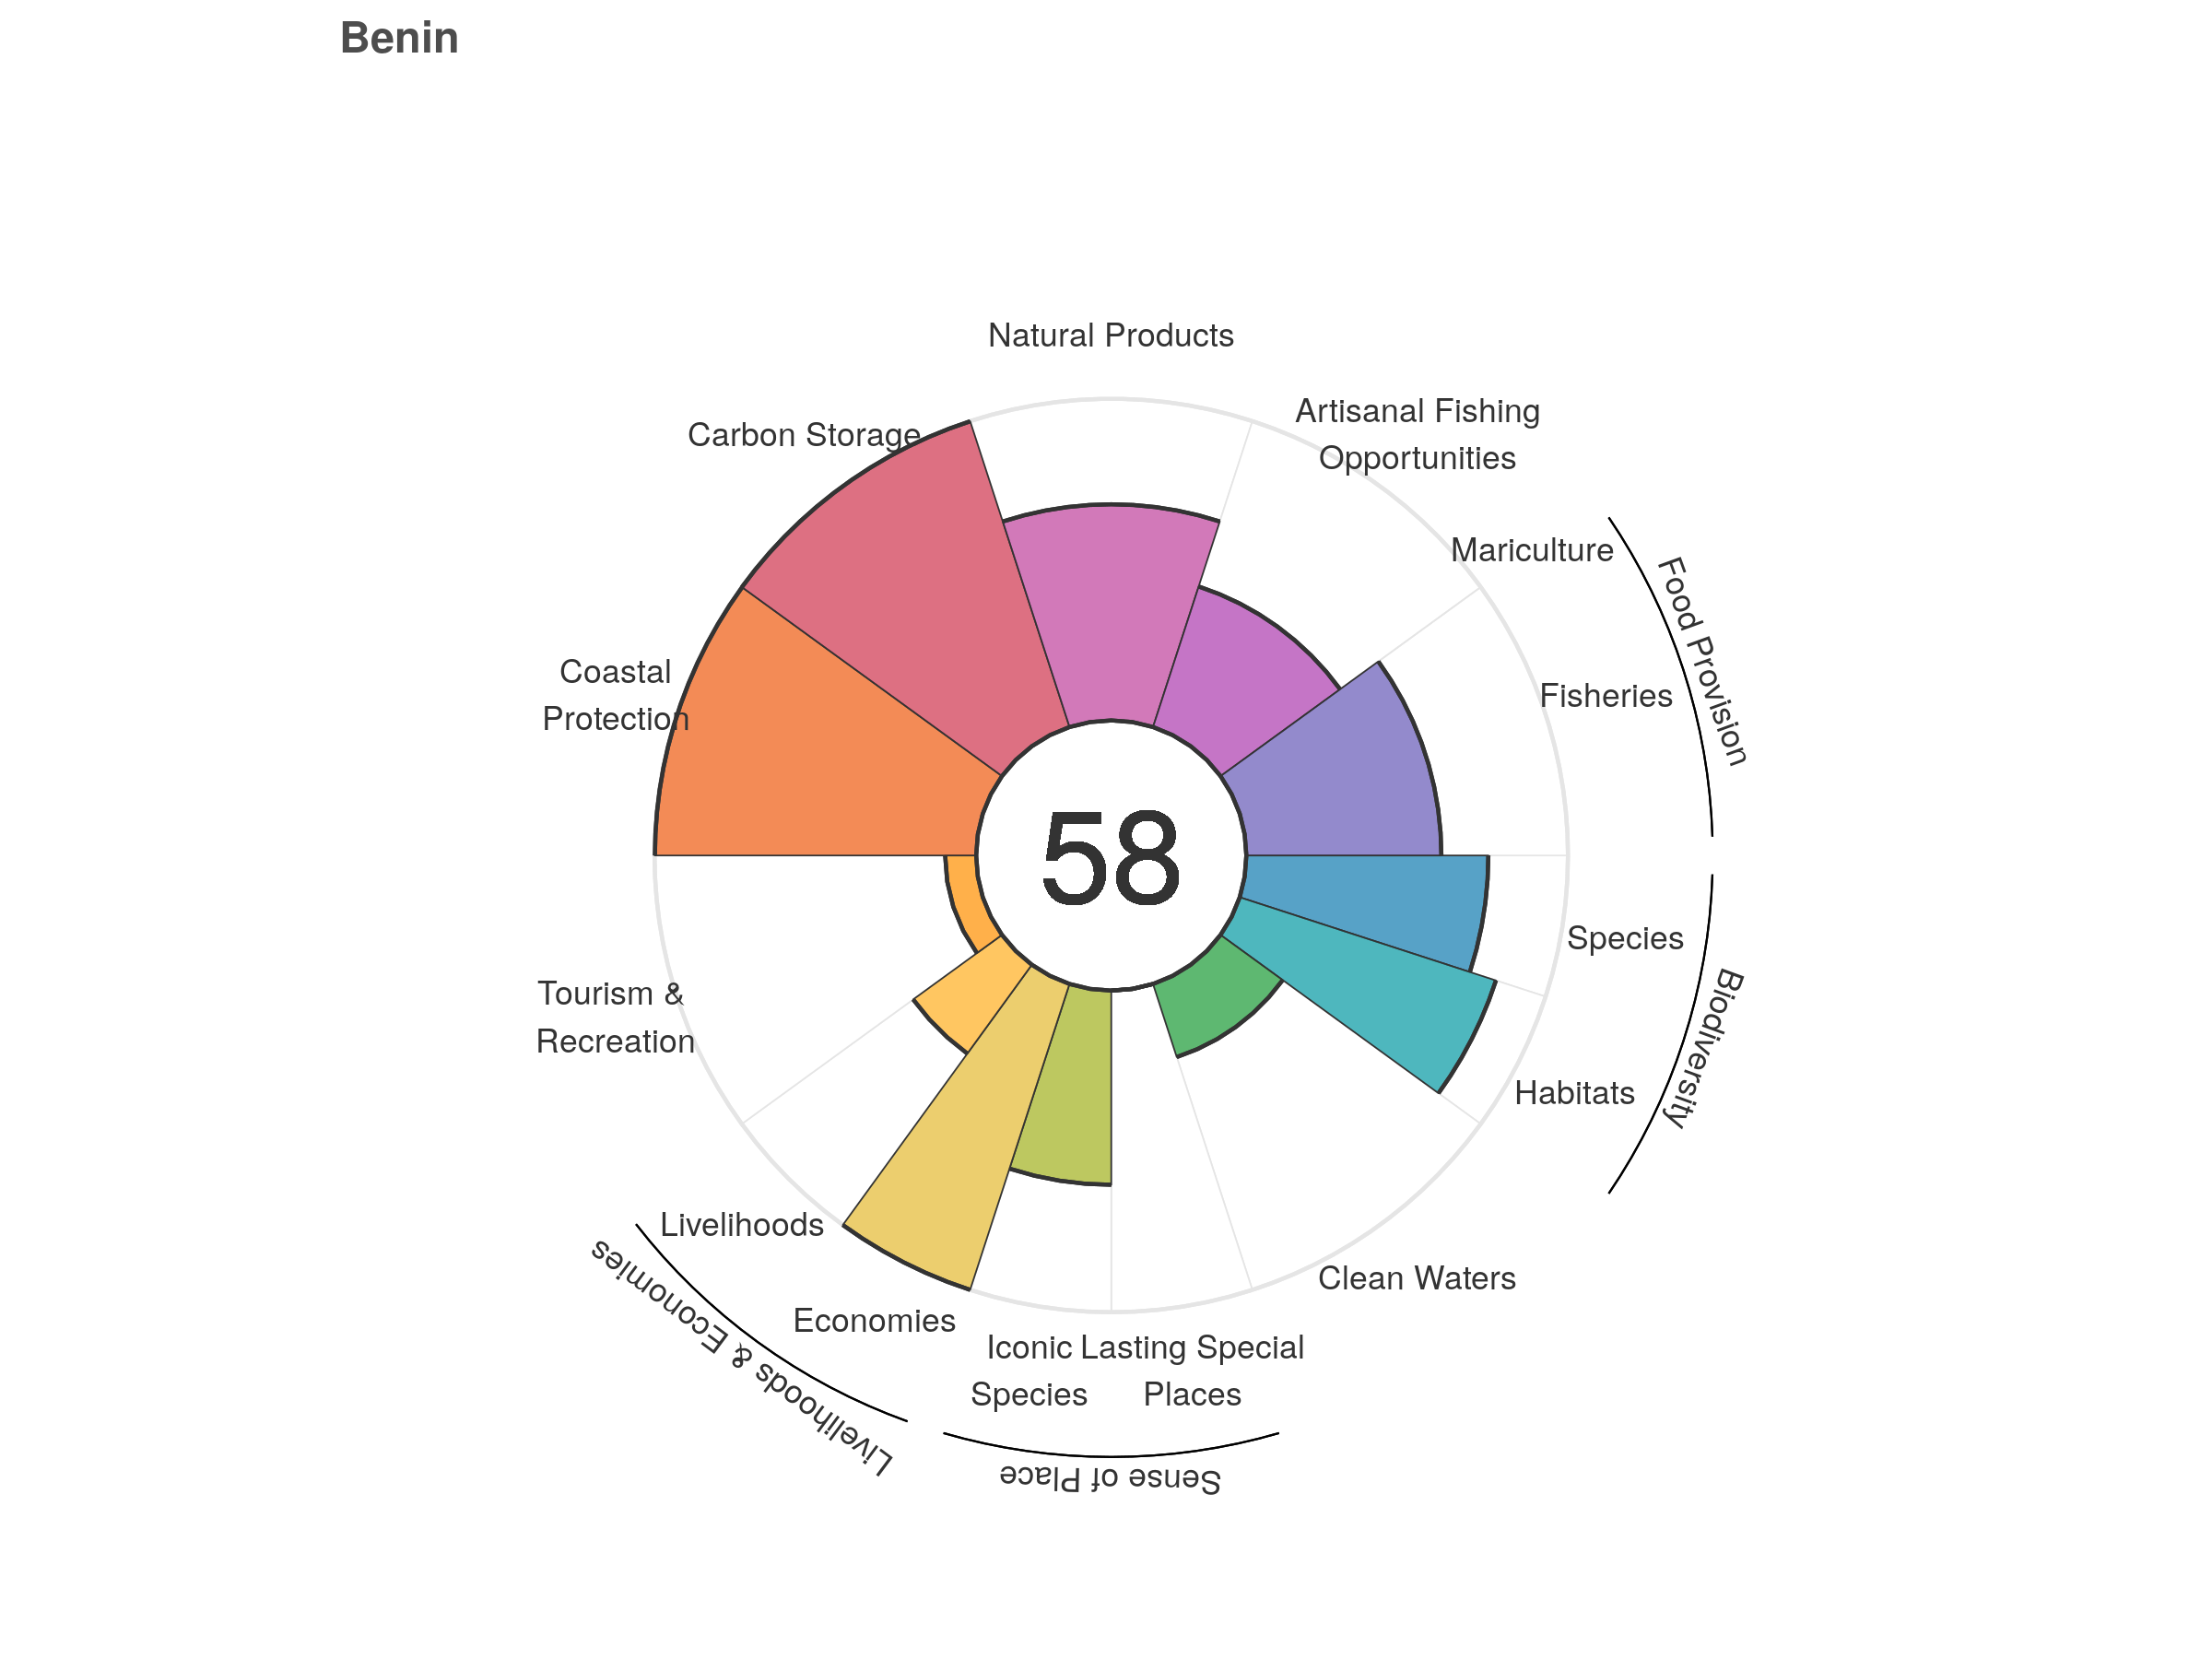 Benin
Natural Products
Artisanal Fishing
Opportunities
Carbon Storage
Mariculture
Food Provision
Coastal
Protection
Fisheries
58
Species
Tourism &
Recreation
Biodiversity
Habitats
Livelihoods
Clean Waters
Economies
Livelihoods & Economies
Iconic
Species
Lasting Special
Places
Sense of Place